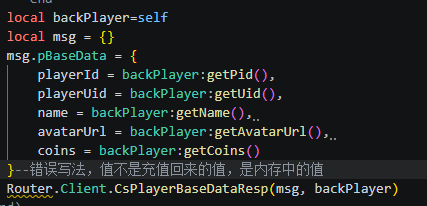 local backPlayer=self
local msg = {}
msg.pBaseData = {
playerId = backPlayer:getPid(),
playerUid = backPlayer:getUid(),
name = backPlayer:getName(),
avatarUrl = backPlayer:getAvatarUrl(),
coins = backPlayer:getCoins()
}--错误写法，值不是充值回来的值，是内存中的值
Router.Client.CsPlayerBaseDataResp(msg, backPlayer)